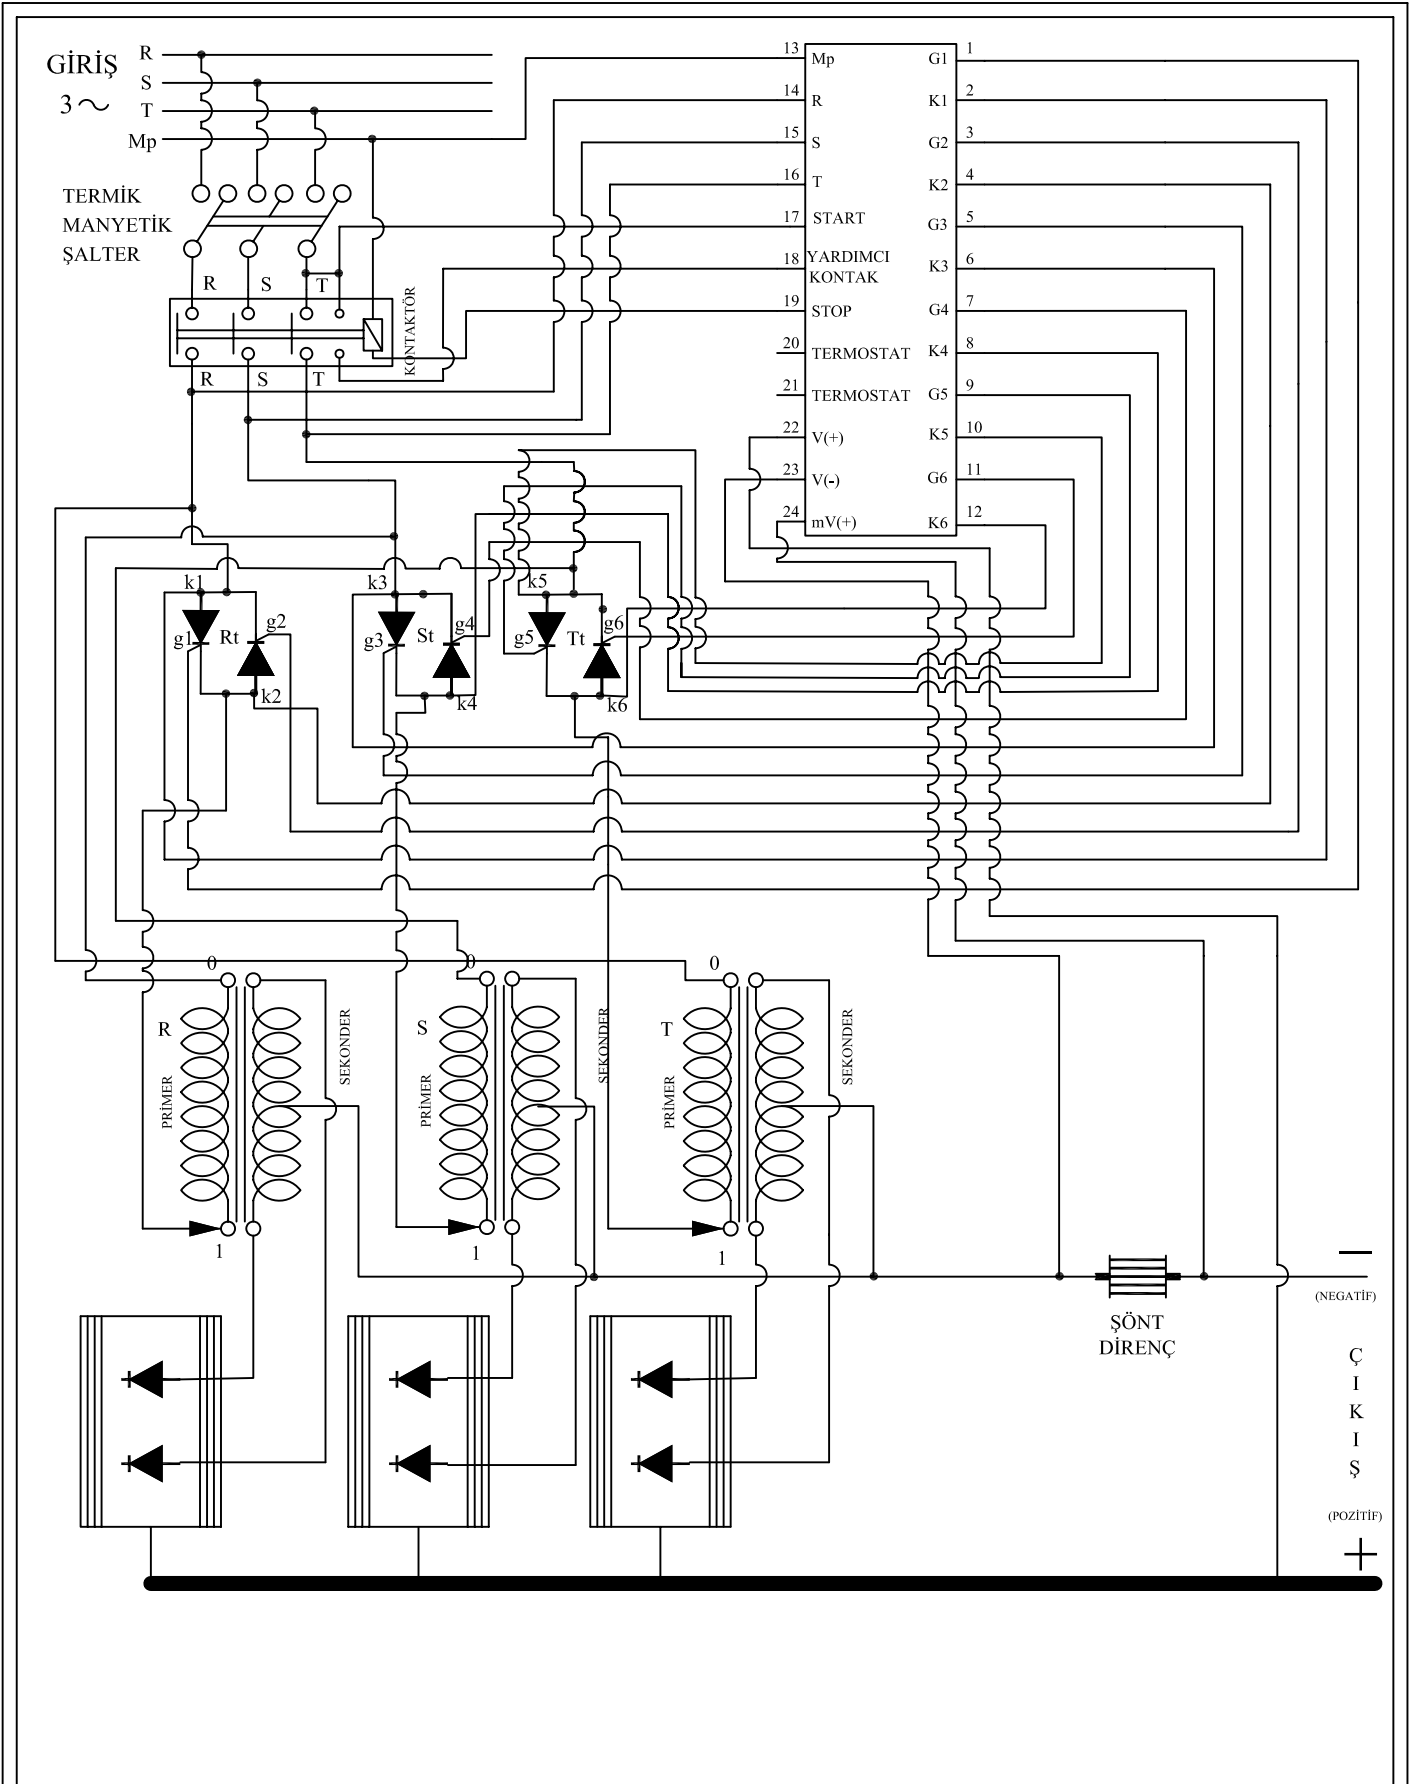 GİRİŞ
3
R
S
T
Mp
TERMİK
MANYETİK
ŞALTER
R S T
KONTAKTÖR
R S T
13 Mp G1 1
14 R K1 2
15 S G2 3
16 T K2 4
17 START G3 5
18 YARDIMCI
KONTAK K3 6
19 STOP G4 7
20 TERMOSTAT K4 8
21 TERMOSTAT G5 9
22 V(+) K5 10
23 V(-) G6 11
24 mV(+) K6 12
k1 k3 k5
g1 Rt g2 g3 St g4 g5 Tt g6
k2 k4 k6
0 0 0
R S T
PRİMER SEKONDER
PRİMER SEKONDER
PRİMER SEKONDER
1 1 1
ŞÖNT
DİRENÇ
—
(NEGATİF)
Ç
I
K
I
Ş
(POZİTİF)
+